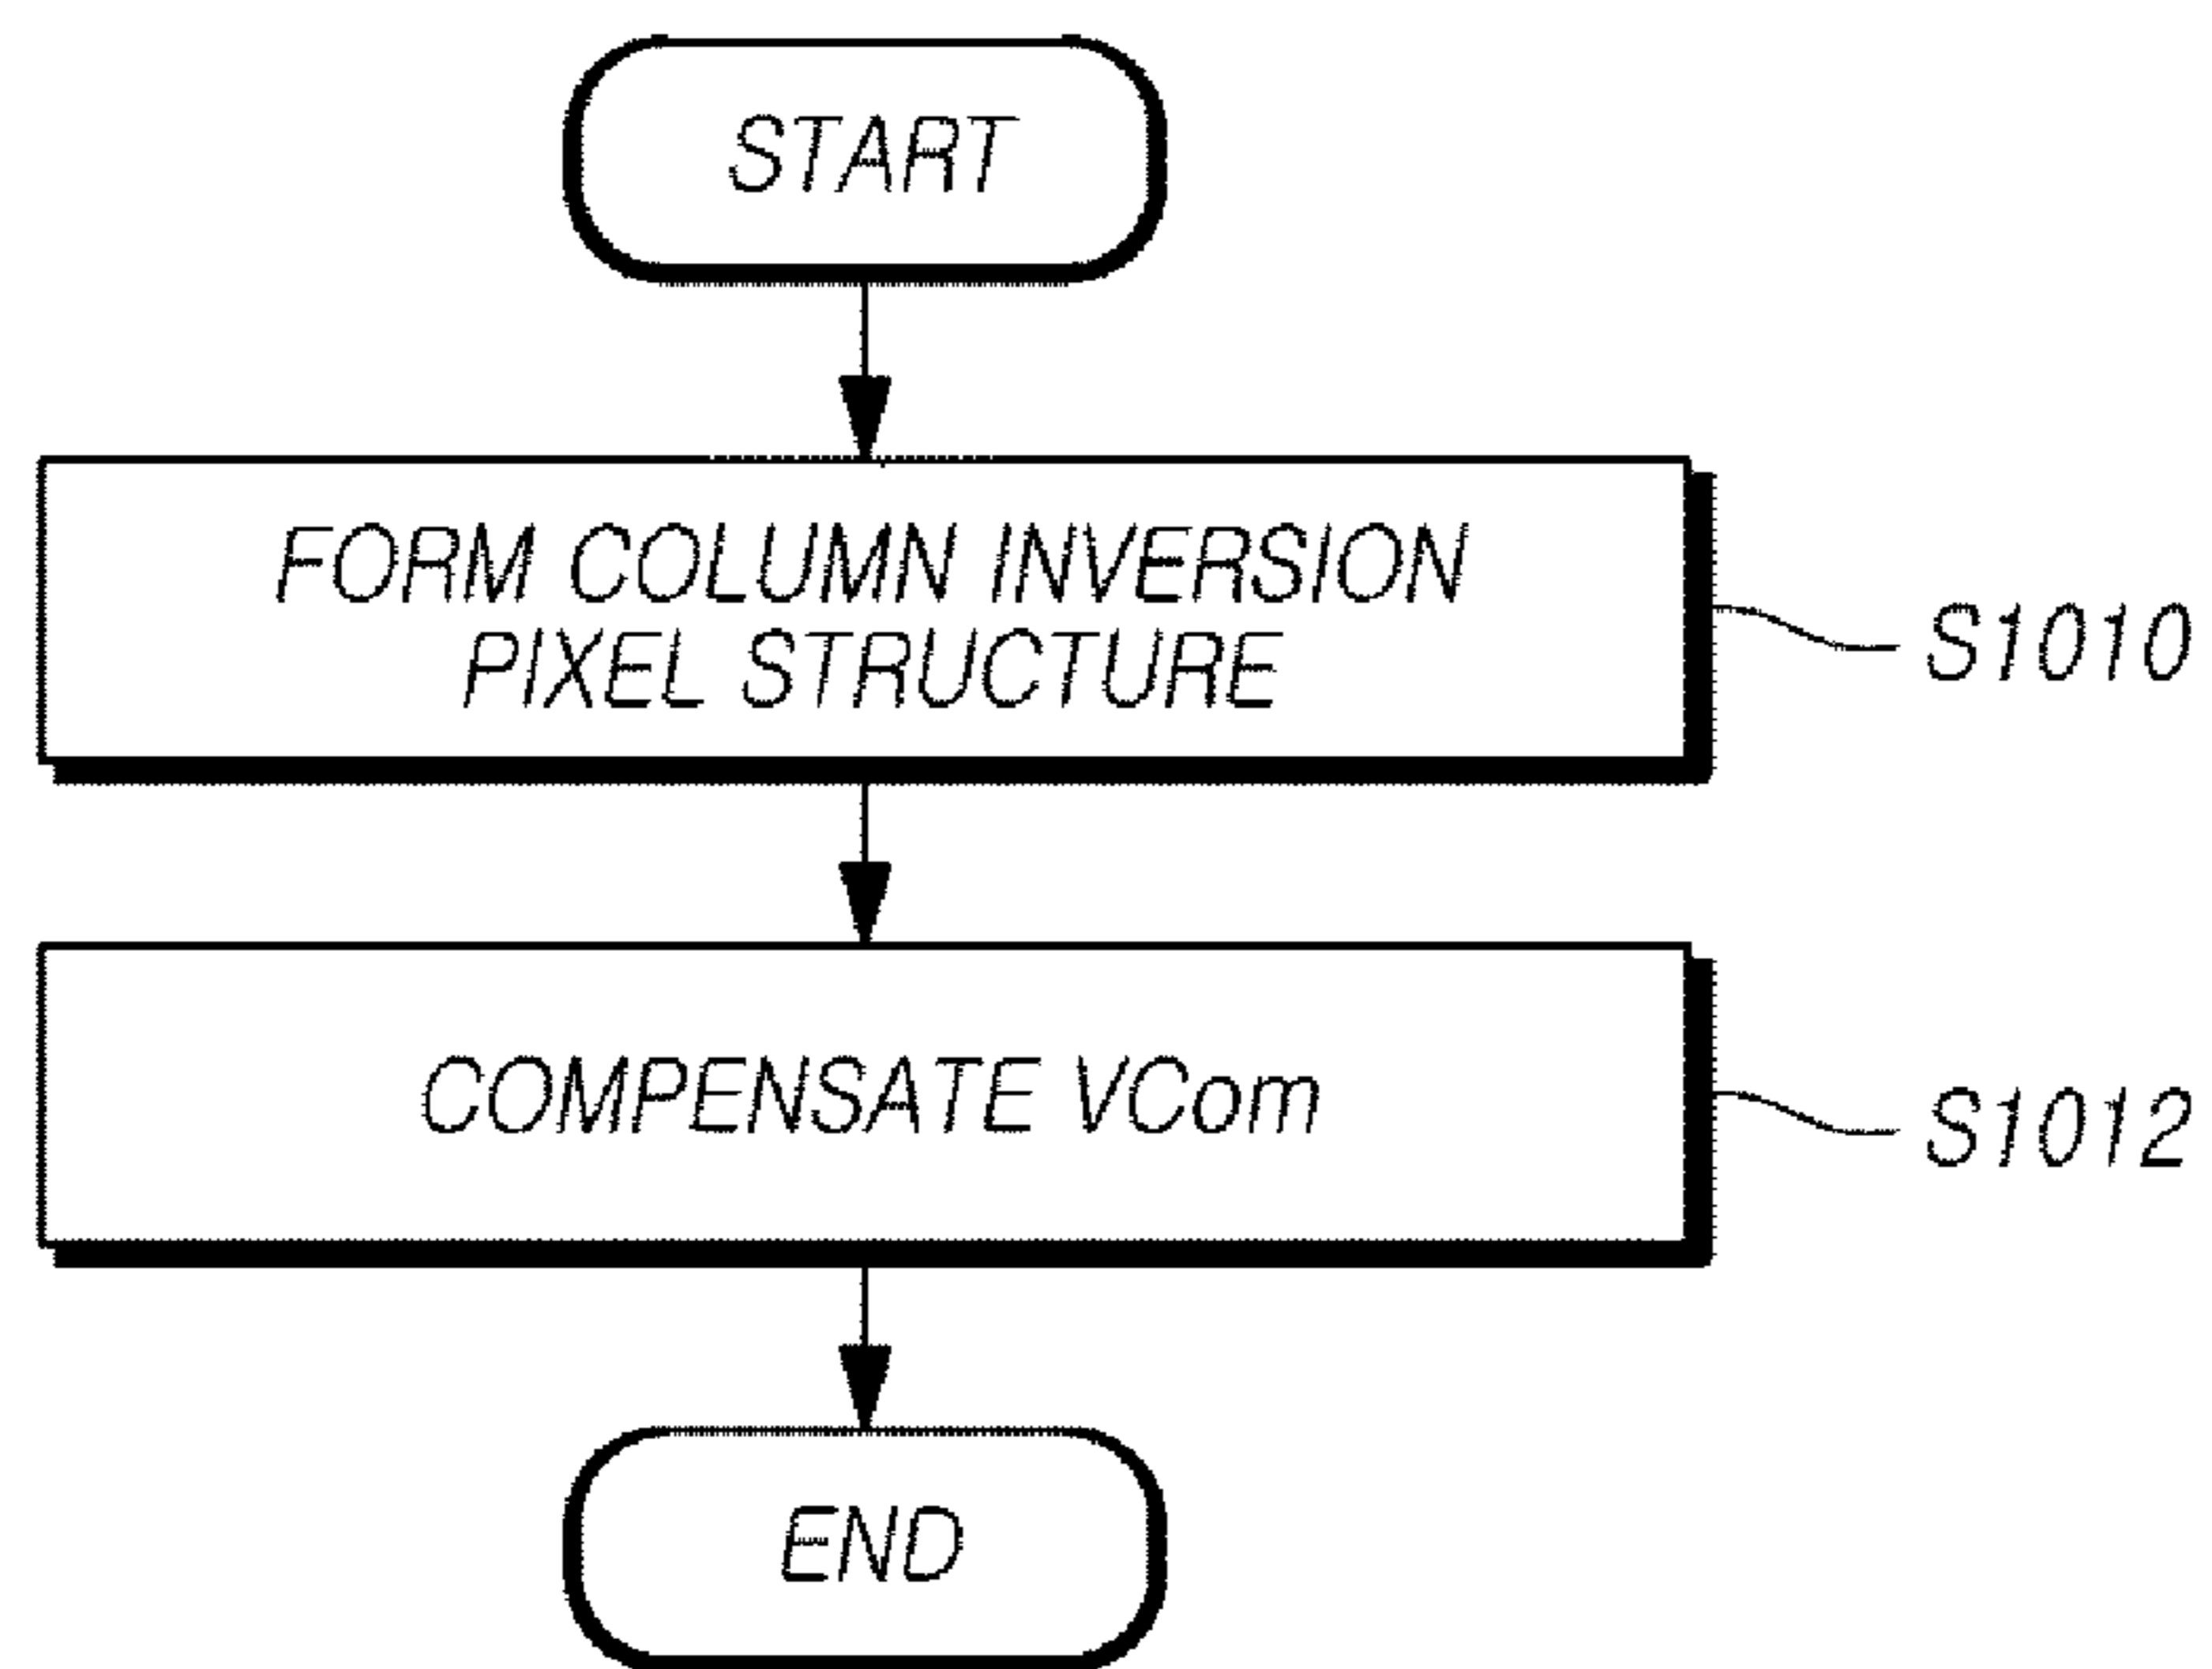 START
FORM COLUMN INVERSION
PIXEL STRUCTURE
S1010
COMPENSATE VCom
S1012
END